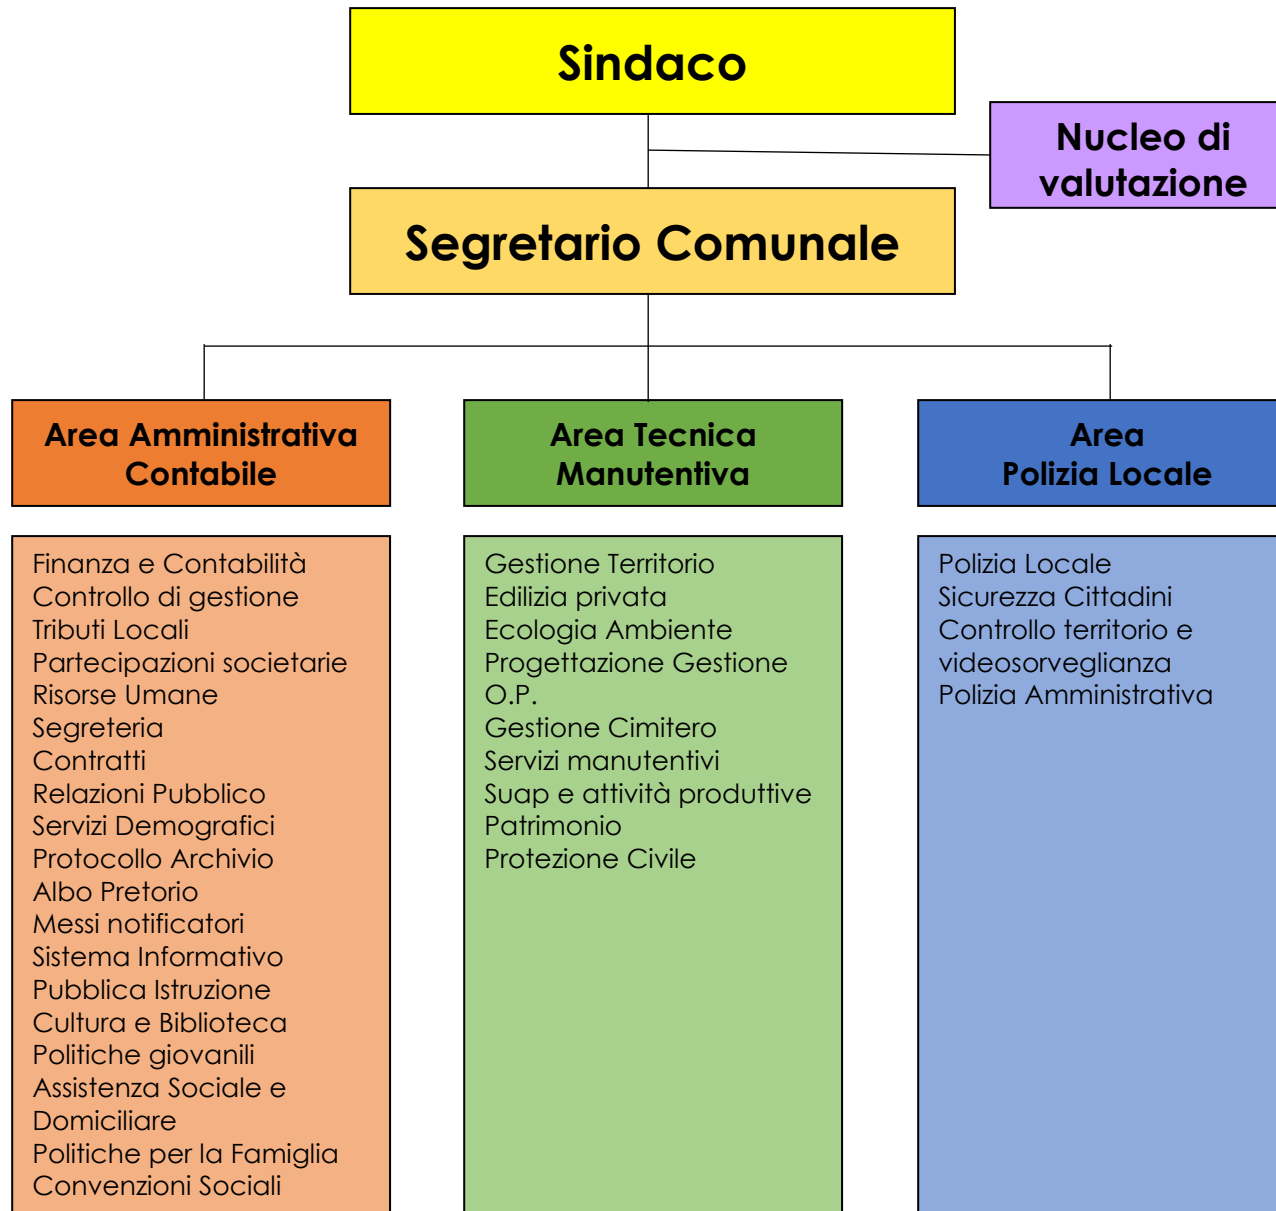 Sindaco
Nucleo di
valutazione
Segretario Comunale
Area Amministrativa
Contabile
Area Tecnica
Manutentiva
Area
Polizia Locale
Finanza e Contabilità
Controllo di gestione
Tributi Locali
Partecipazioni societarie
Risorse Umane
Segreteria
Contratti
Relazioni Pubblico
Servizi Demografici
Protocollo Archivio
Albo Pretorio
Messi notificatori
Sistema Informativo
Pubblica Istruzione
Cultura e Biblioteca
Politiche giovanili
Assistenza Sociale e
Domiciliare
Politiche per la Famiglia
Convenzioni Sociali
Gestione Territorio
Edilizia privata
Ecologia Ambiente
Progettazione Gestione
O.P.
Gestione Cimitero
Servizi manutentivi
Suap e attività produttive
Patrimonio
Protezione Civile
Polizia Locale
Sicurezza Cittadini
Controllo territorio e
videosorveglianza
Polizia Amministrativa